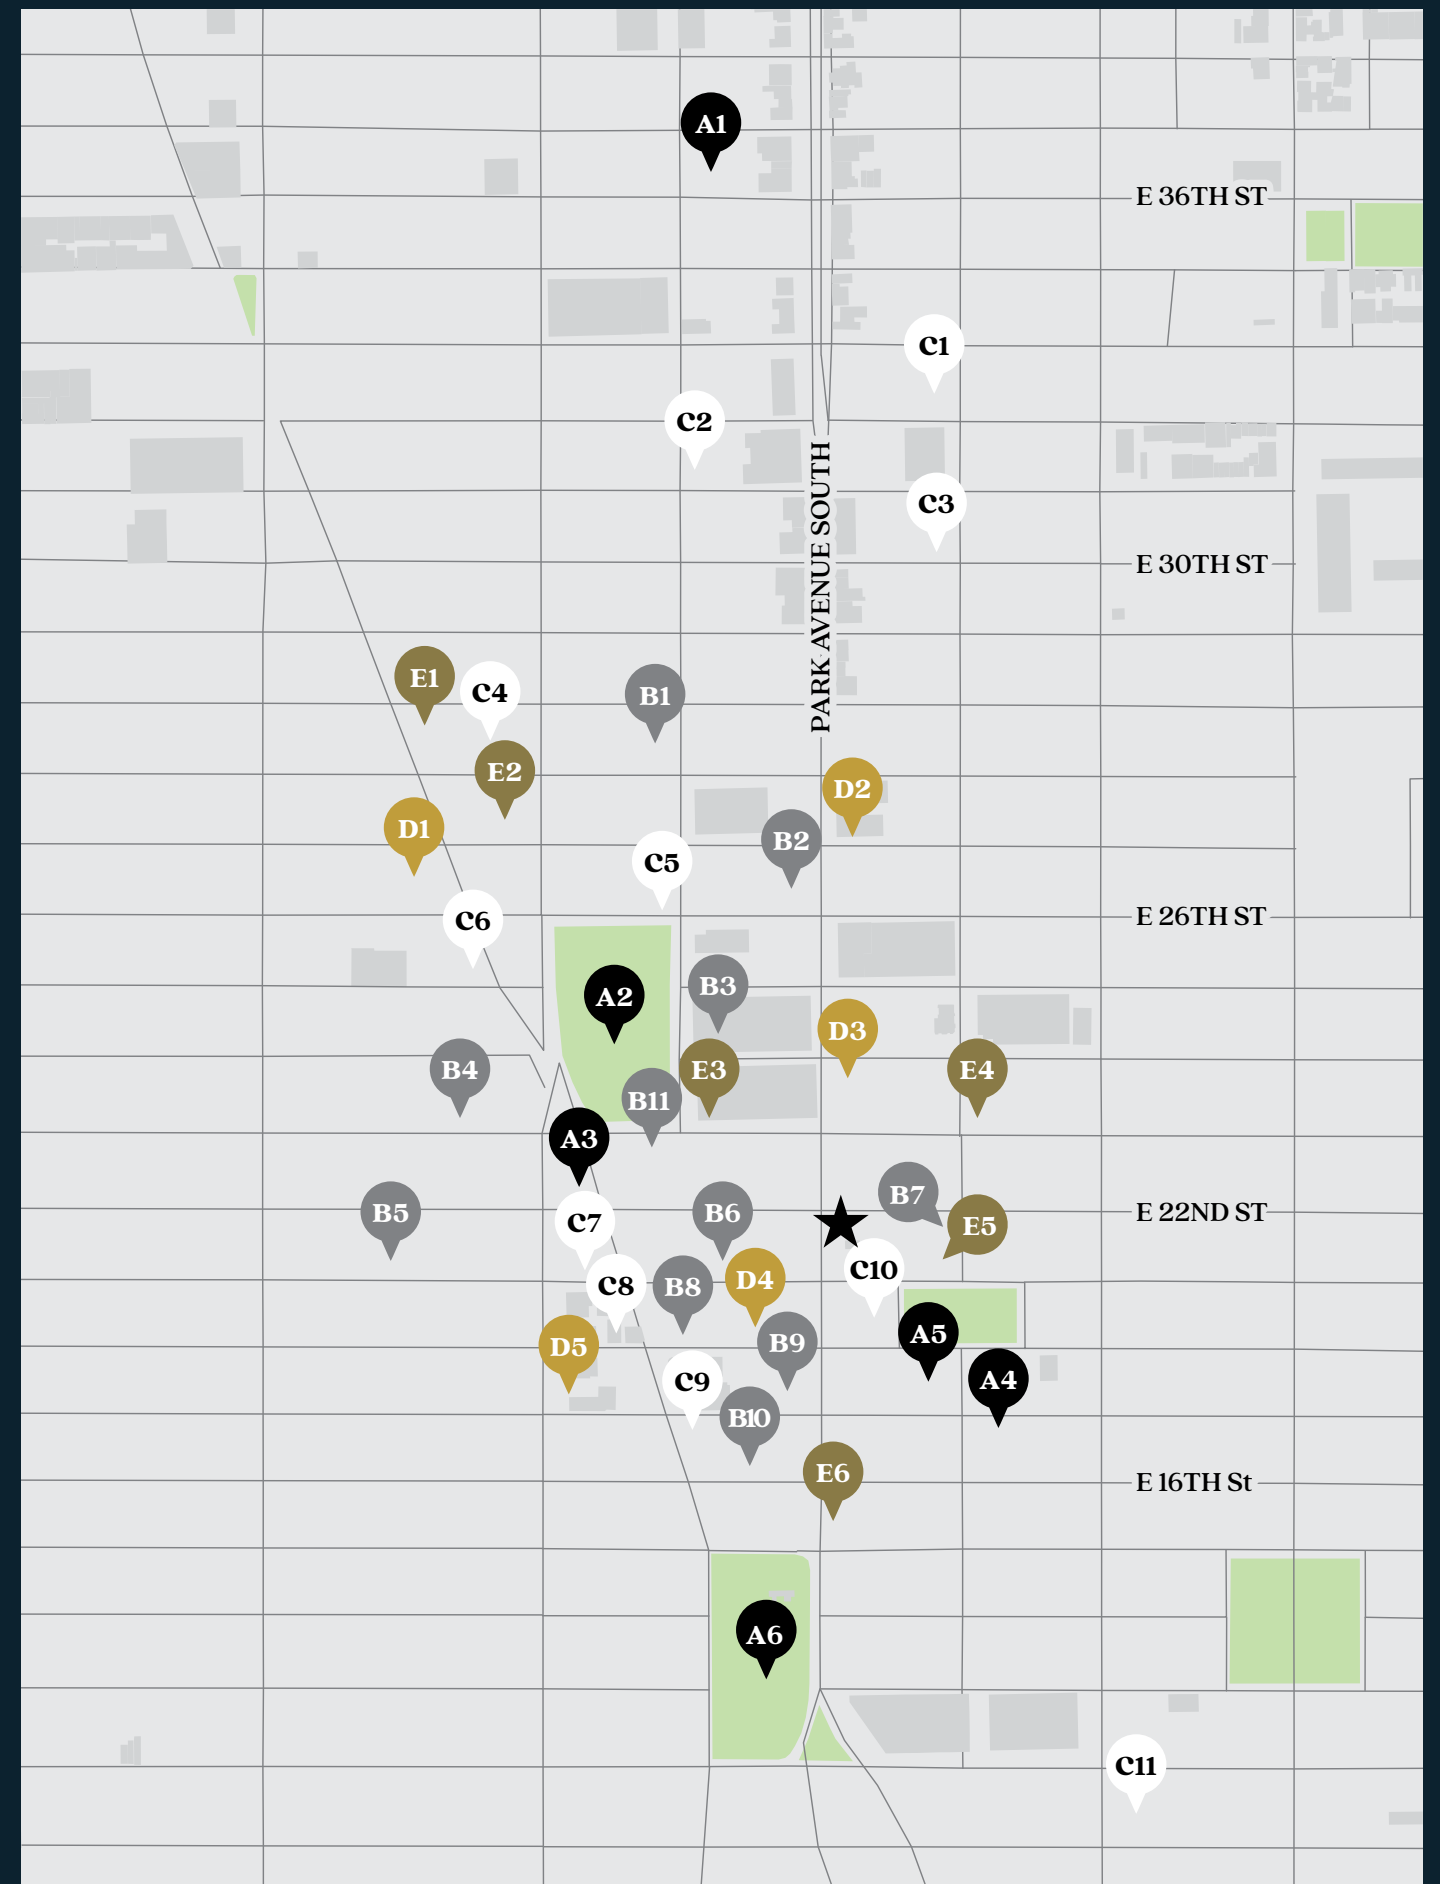 A1
E 36TH ST
C1
C2
PARK AVENUE SOUTH
C3
E 30TH ST
E1
C4
B1
E2
D2
D1
B2
C5
C6
E 26TH ST
B3
A2
D3
B4
E3
E4
B11
A3
B7
B5
C7
B6
E5
E 22ND ST
C10
C8
B8
D4
A5
D5
B9
C9
A4
B10
E6
E 16TH St
A6
C11